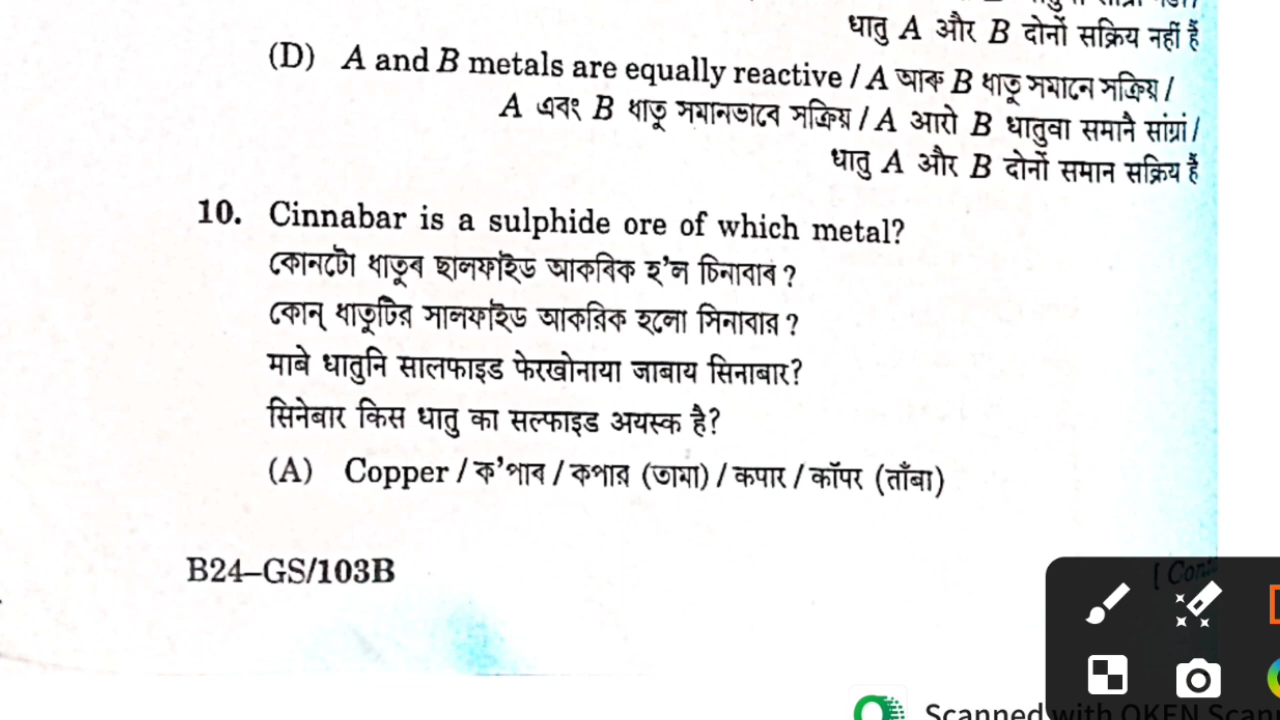 धातु A और B दोनों सक्रिय नहीं हैं
(D) A and B metals are equally reactive / A আৰু B ধাতু সমানে সক্ৰিয় /
A এবং B ধাতু সমানভাবে সক্রিয় / A आरो B धातुवा समानै सांग्रां /
धातु A और B दोनों समान सक्रिय हैं
10. Cinnabar is a sulphide ore of which metal?
কোনটো ধাতুৰ ছালফাইড আকৰিক হ'ল চিনাবাৰ ?
কোন্ ধাতুটির সালফাইড আকরিক হলো সিনাবার ?
माबे धातुनि सालफाइड फेरखोनाया जाबाय सिनाबार?
सिनेबार किस धातु का सल्फाइड अयस्क है?
(A) Copper / ক'পাৰ / কপার (তামা) / कपार / कॉपर (ताँबा)
B24–GS/103B
[ Cont
Scanned with OKEN Scan